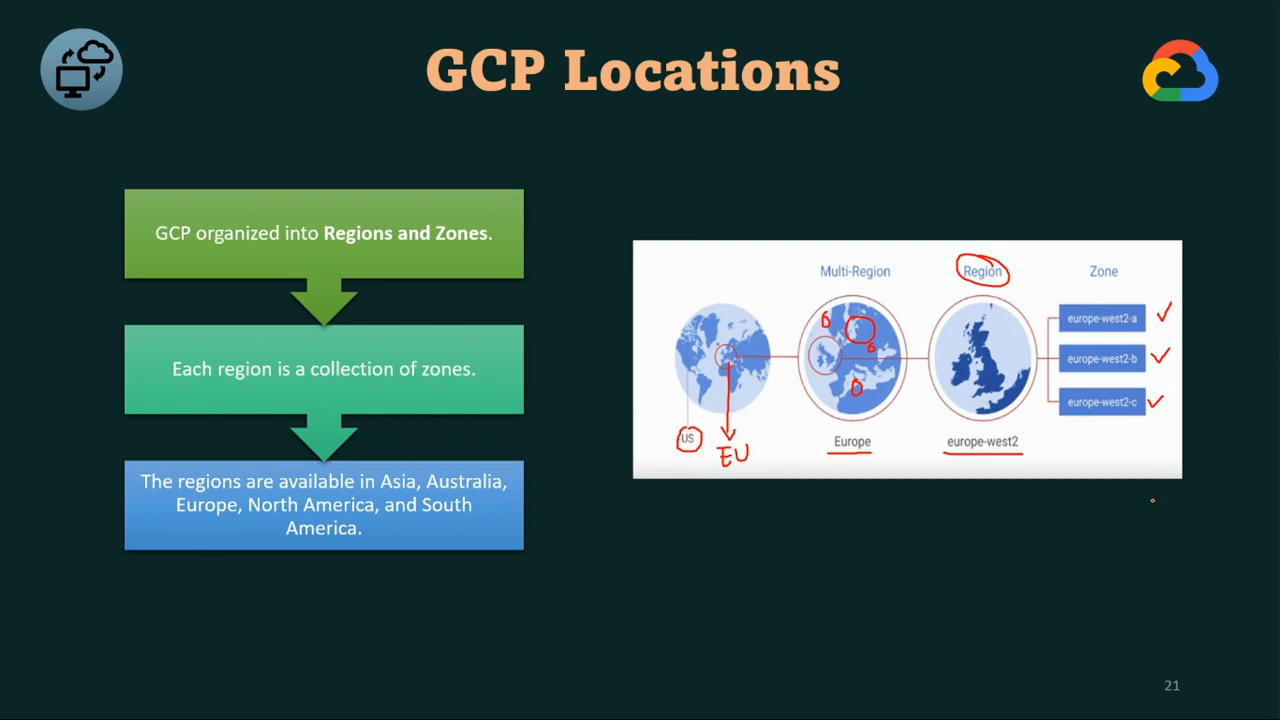 GCP Locations
GCP organized into Regions and Zones.
Each region is a collection of zones.
The regions are available in Asia, Australia,
Europe, North America, and South
America.
Multi-Region
Region
Zone
europe-west2-a
europe-west2-b
europe-west2-c
US
EU
Europe
europe-west2
21